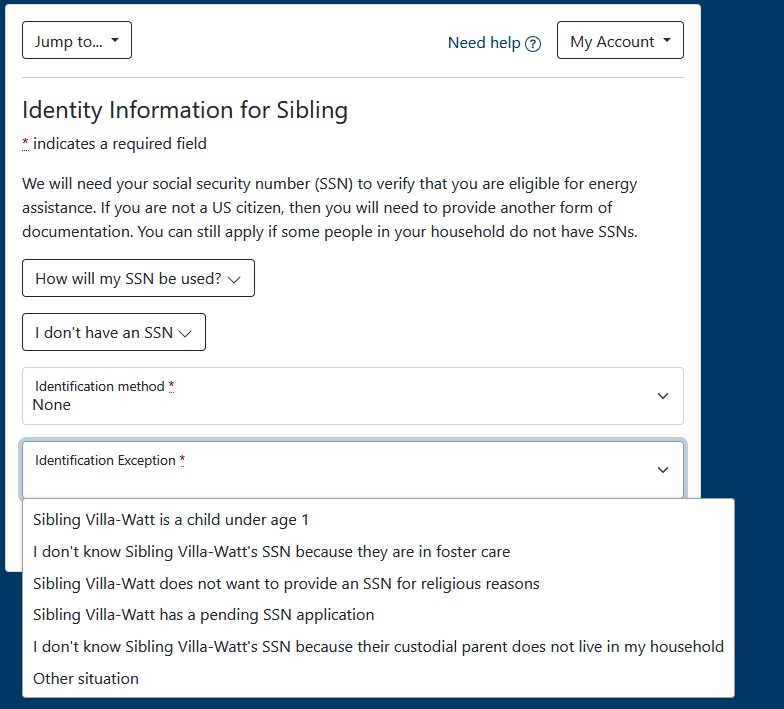 Jump to...
Need help
My Account
Identity Information for Sibling
* indicates a required field
We will need your social security number (SSN) to verify that you are eligible for energy
assistance. If you are not a US citizen, then you will need to provide another form of
documentation. You can still apply if some people in your household do not have SSNs.
How will my SSN be used?
I don't have an SSN
Identification method *
None
Identification Exception *
Sibling Villa-Watt is a child under age 1
I don't know Sibling Villa-Watt's SSN because they are in foster care
Sibling Villa-Watt does not want to provide an SSN for religious reasons
Sibling Villa-Watt has a pending SSN application
I don't know Sibling Villa-Watt's SSN because their custodial parent does not live in my household
Other situation